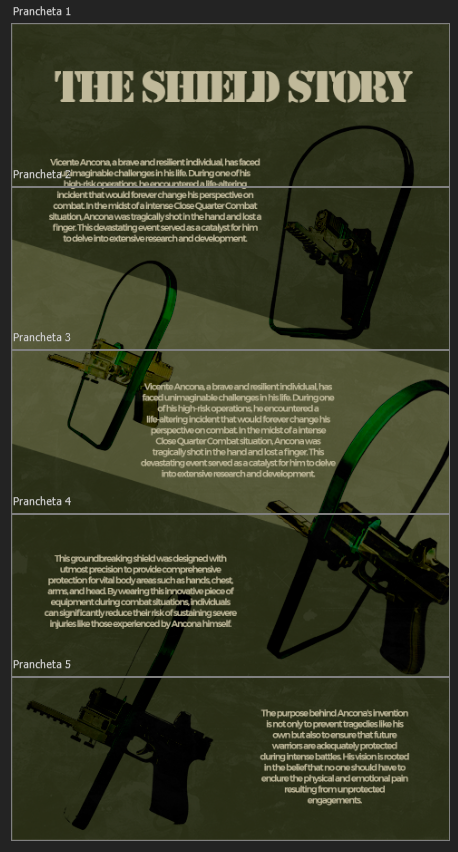 Prancheta 1
THE SHIELD STORY
Vicente Ancona, a brave and resilient individual, has faced
unimaginable challenges in his life. During one of his
Prancheta 2
high-risk operations, he encountered a life-altering
incident that would forever change his perspective on
combat. In the midst of a intense Close Quarter Combat
situation, Ancona was tragically shot in the hand and lost a
finger. This devastating event served as a catalyst for him
to delve into extensive research and development.
Prancheta 3
Vicente Ancona, a brave and resilient individual, has
faced unimaginable challenges in his life. During one
of his high-risk operations, he encountered a
life-altering incident that would forever change his
perspective on combat. In the midst of a intense
Close Quarter Combat situation, Ancona was
tragically shot in the hand and lost a finger. This
devastating event served as a catalyst for him to delve
into extensive research and development.
Prancheta 4
This groundbreaking shield was designed with
utmost precision to provide comprehensive
protection for vital body areas such as hands, chest,
arms, and head. By wearing this innovative piece of
equipment during combat situations, individuals
can significantly reduce their risk of sustaining severe
injuries like those experienced by Ancona himself.
Prancheta 5
The purpose behind Ancona's invention
is not only to prevent tragedies like his
own but also to ensure that future
warriors are adequately protected
during intense battles. His vision is rooted
in the belief that no one should have to
endure the physical and emotional pain
resulting from unprotected
engagements.